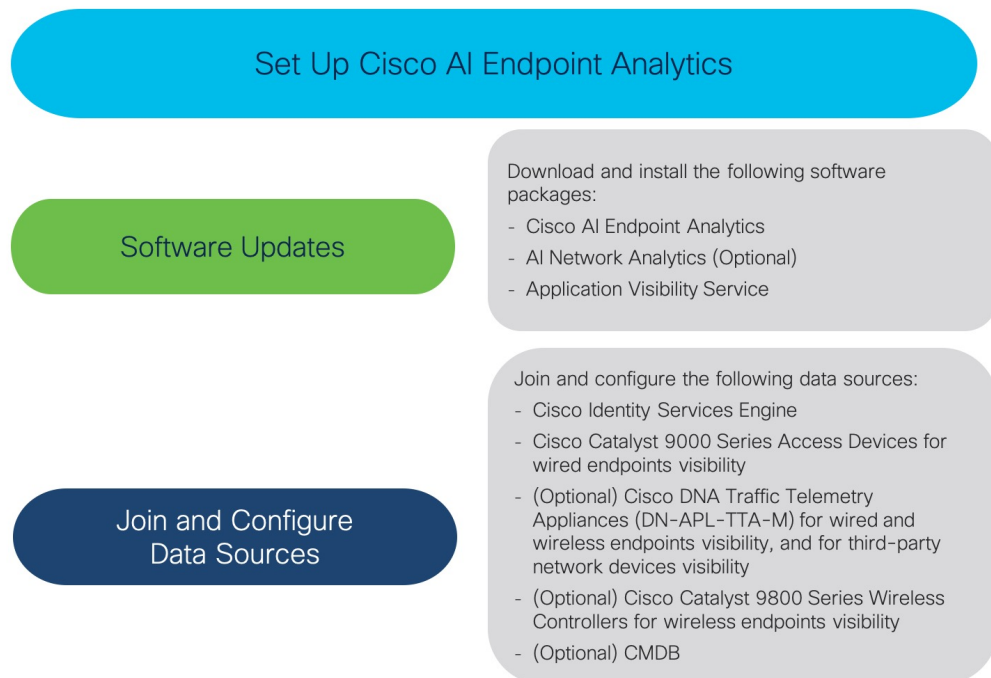 Set Up Cisco AI Endpoint Analytics
Software Updates
Download and install the following software
packages:
- Cisco AI Endpoint Analytics
- AI Network Analytics (Optional)
- Application Visibility Service
Join and Configure
Data Sources
Join and configure the following data sources:
- Cisco Identity Services Engine
- Cisco Catalyst 9000 Series Access Devices for
wired endpoints visibility
- (Optional) Cisco DNA Traffic Telemetry
Appliances (DN-APL-TTA-M) for wired and
wireless endpoints visibility, and for third-party
network devices visibility
- (Optional) Cisco Catalyst 9800 Series Wireless
Controllers for wireless endpoints visibility
- (Optional) CMDB